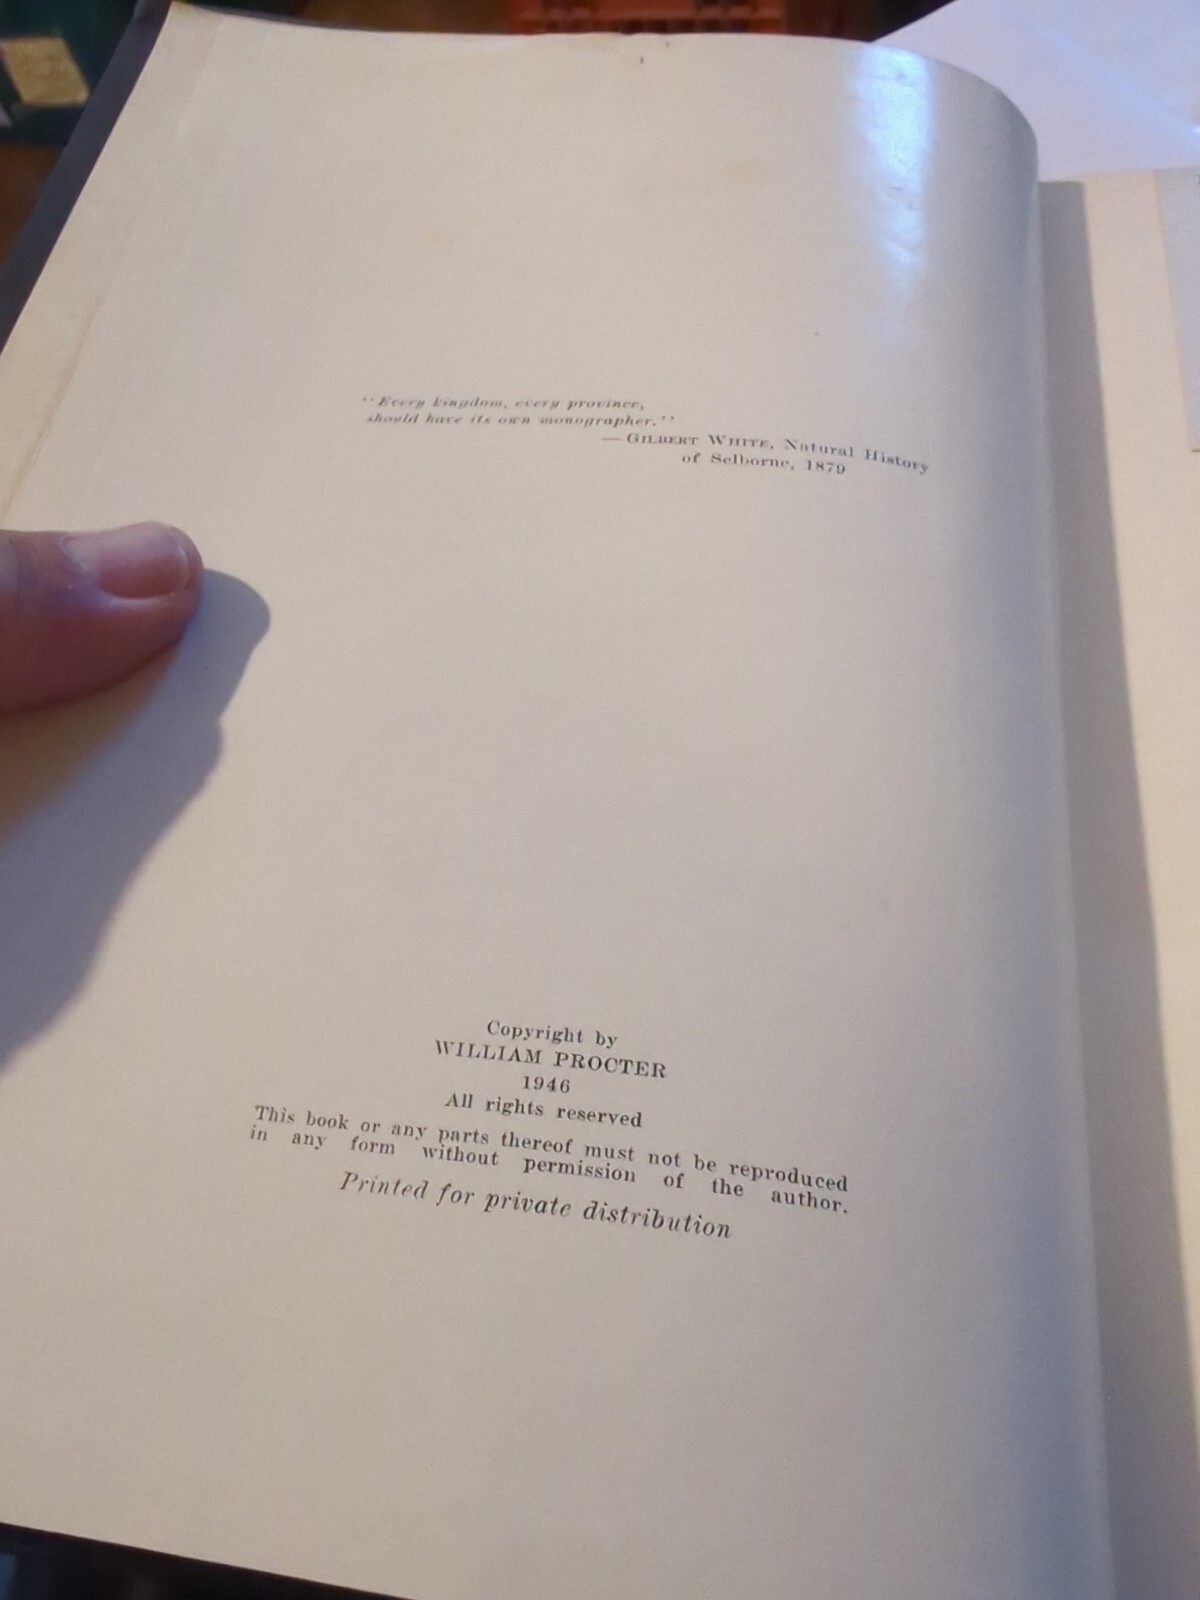 "Every kingdom, every province,
should have its own monographer."
— GILBERT WHITE, Natural History
of Selborne, 1879
Copyright by
WILLIAM PROCTER
1946
All rights reserved
This book or any parts thereof must not be reproduced
in any form without permission of the author.
Printed for private distribution